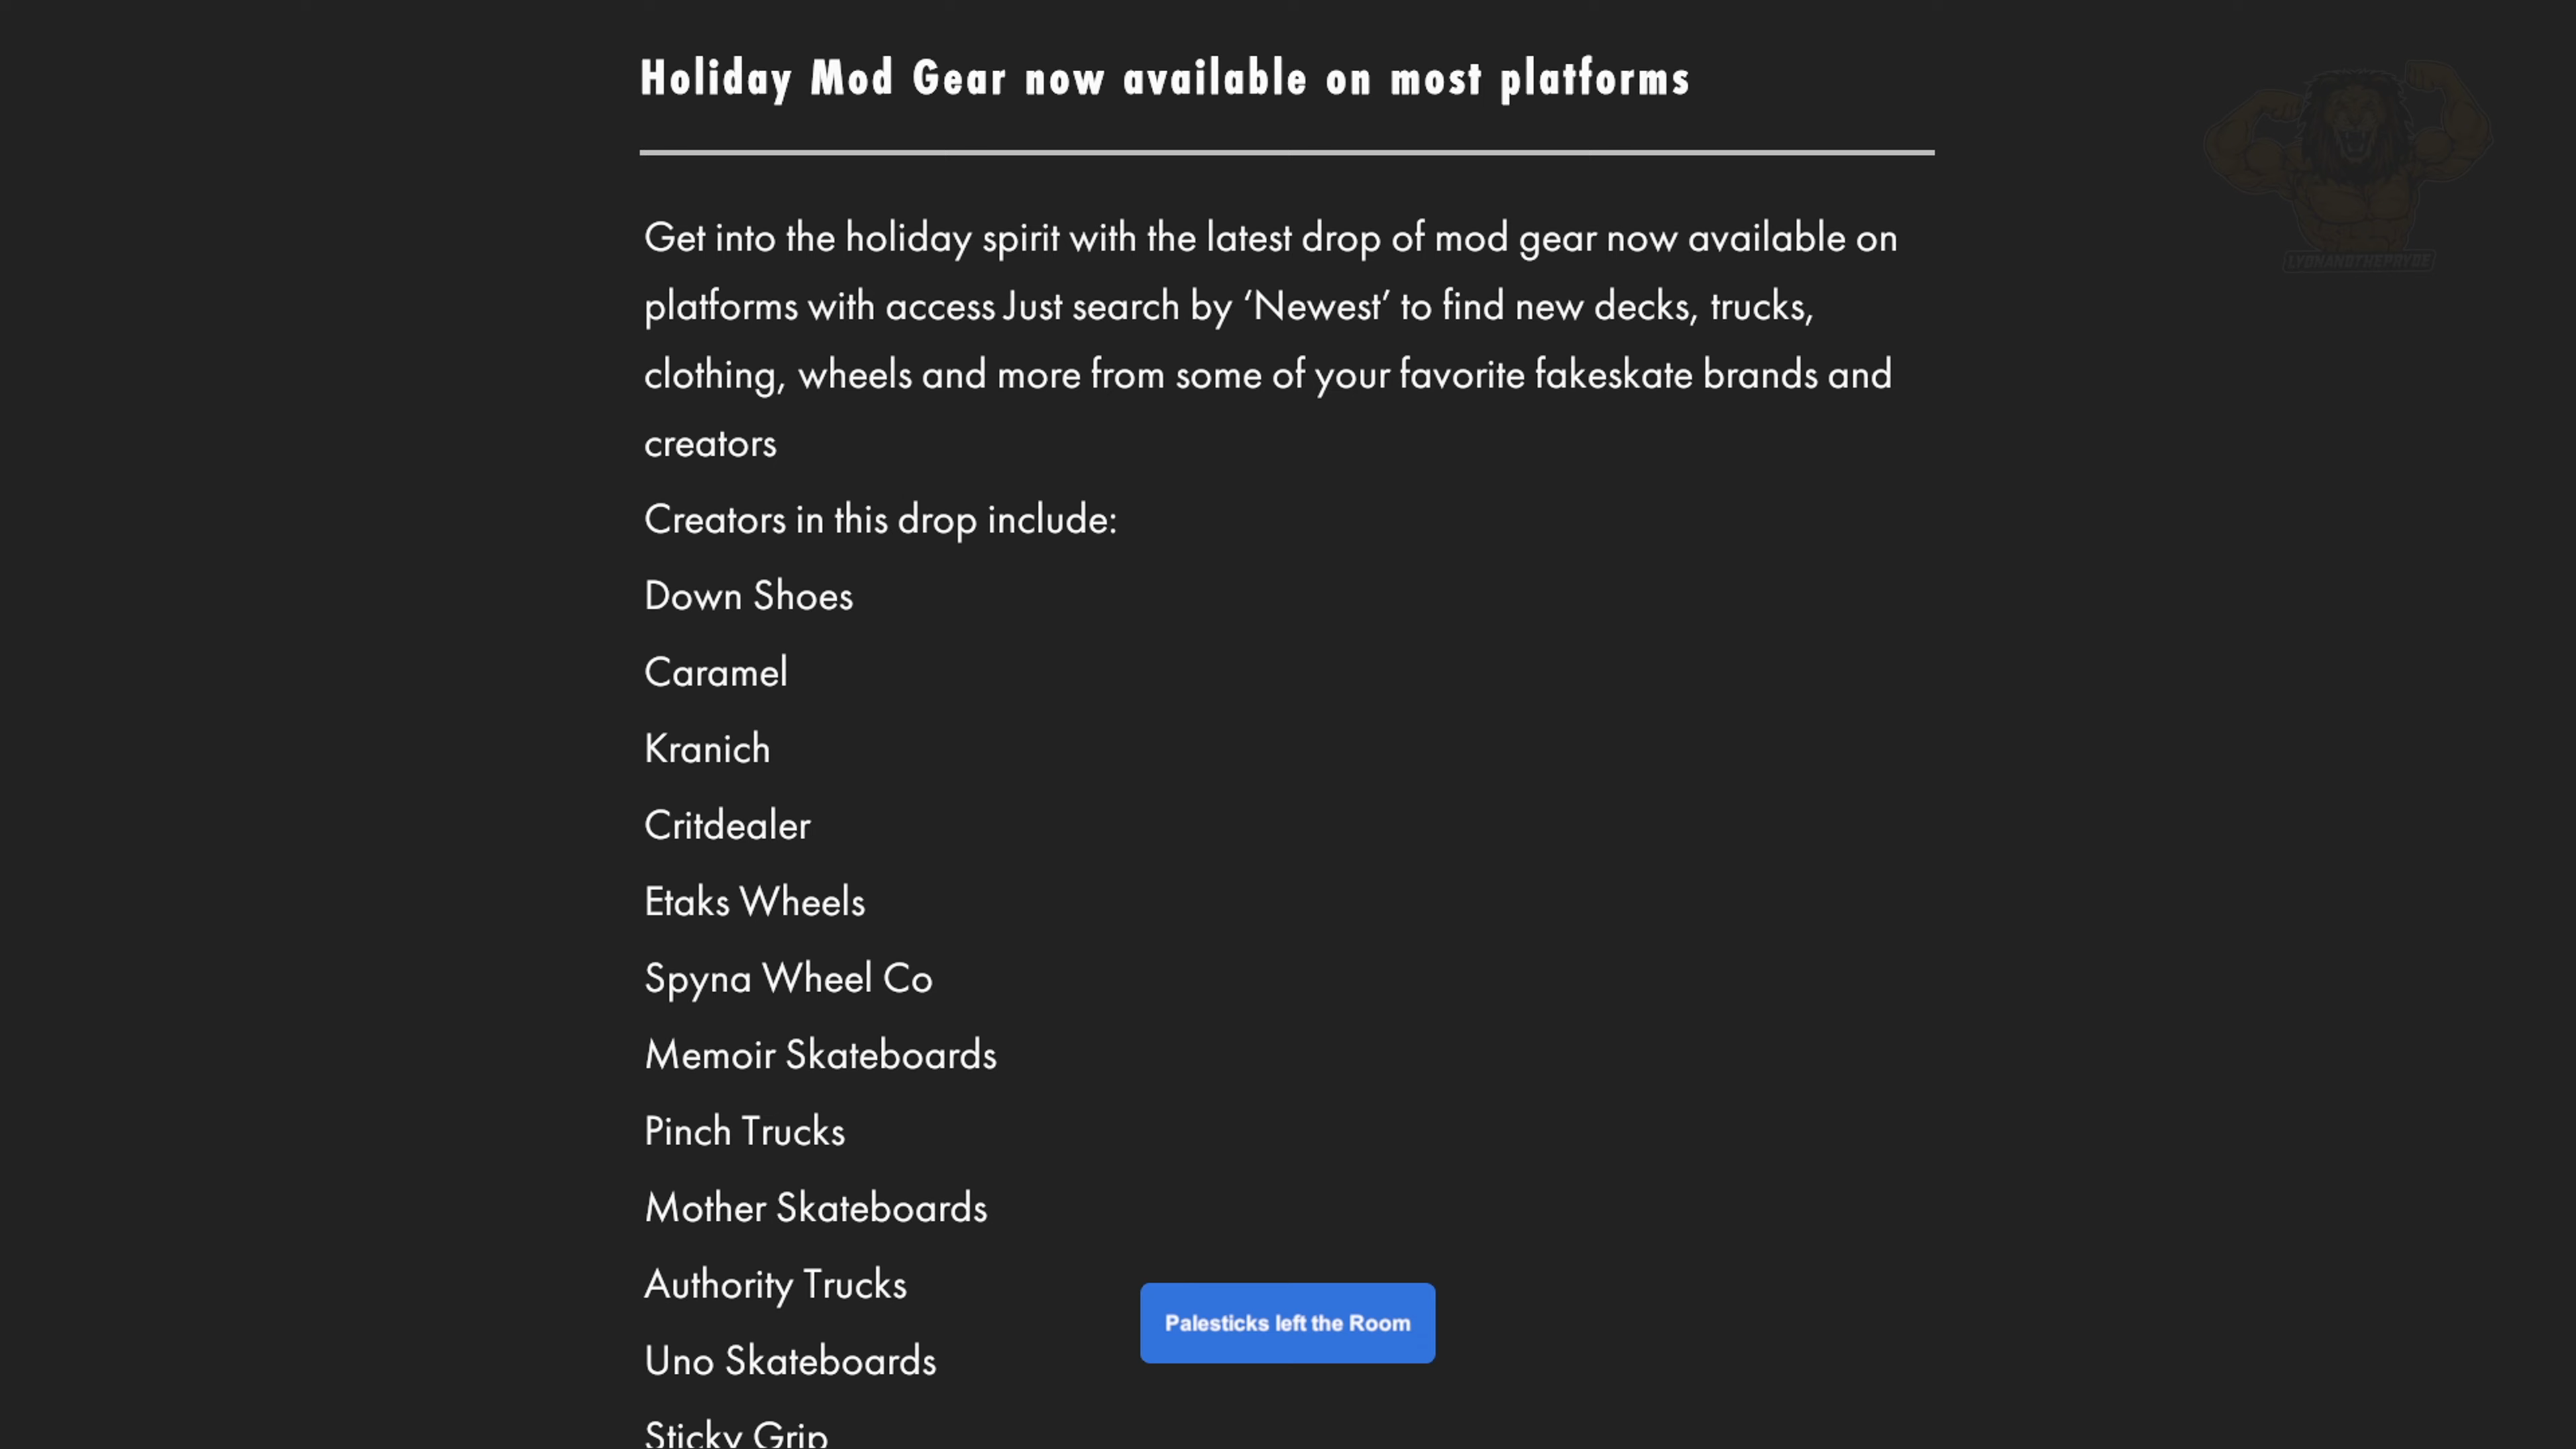 Holiday Mod Gear now available on most platforms
LYONANDTHEPRYDE
Get into the holiday spirit with the latest drop of mod gear now available on
platforms with access Just search by ‘Newest’ to find new decks, trucks,
clothing, wheels and more from some of your favorite fakeskate brands and
creators
Creators in this drop include:
Down Shoes
Caramel
Kranich
Critdealer
Etaks Wheels
Spyna Wheel Co
Memoir Skateboards
Pinch Trucks
Mother Skateboards
Authority Trucks
Palesticks left the Room
Uno Skateboards
Sticky Grip